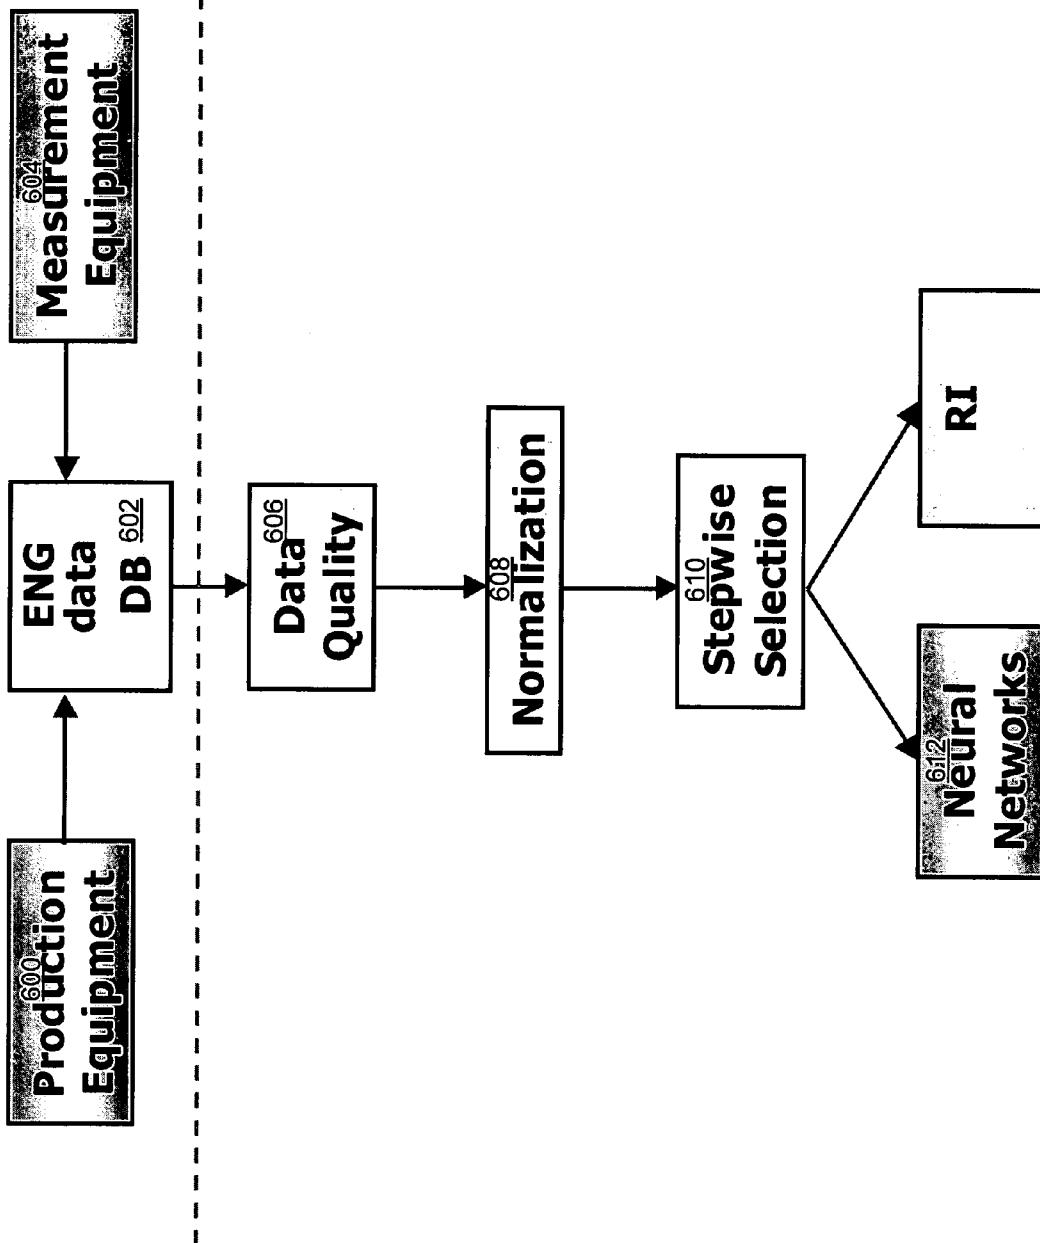 600
Production
Equipment
ENG
data
DB 602
604
Measurement
Equipment
606
Data
Quality
608
Normalization
610
Stepwise
Selection
612
Neural
Networks
RI